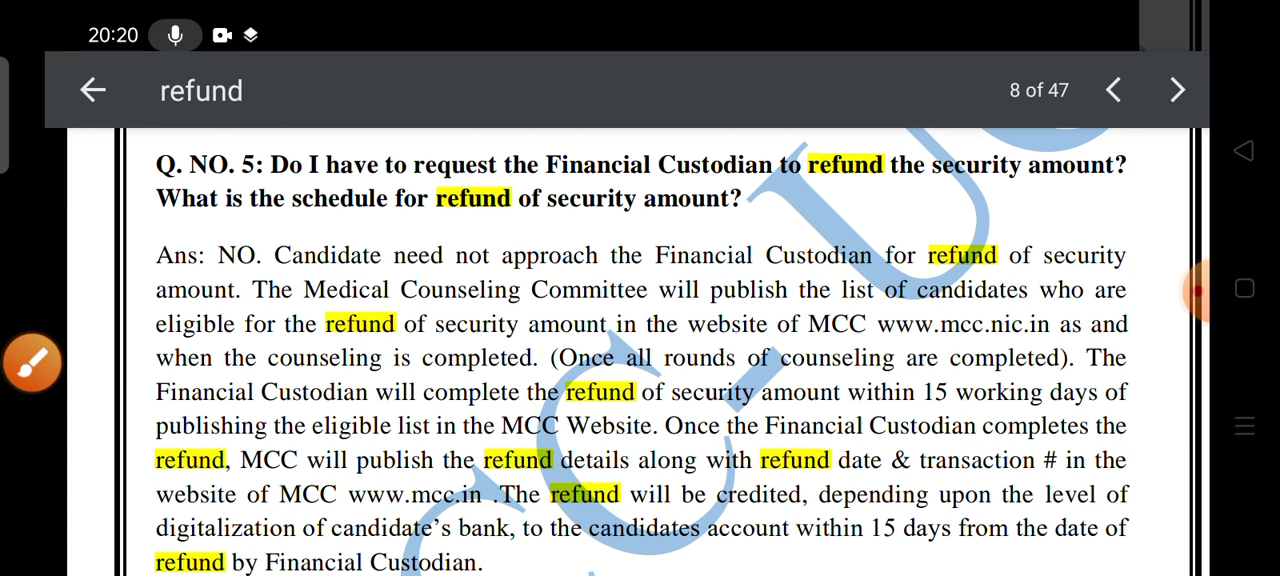 20:20
refund
8 of 47
Q. NO. 5: Do I have to request the Financial Custodian to refund the security amount?
What is the schedule for refund of security amount?
Ans: NO. Candidate need not approach the Financial Custodian for refund of security
amount. The Medical Counseling Committee will publish the list of candidates who are
eligible for the refund of security amount in the website of MCC www.mcc.nic.in as and
when the counseling is completed. (Once all rounds of counseling are completed). The
Financial Custodian will complete the refund of security amount within 15 working days of
publishing the eligible list in the MCC Website. Once the Financial Custodian completes the
refund, MCC will publish the refund details along with refund date & transaction # in the
website of MCC www.mcc.in .The refund will be credited, depending upon the level of
digitalization of candidate's bank, to the candidates account within 15 days from the date of
refund by Financial Custodian.